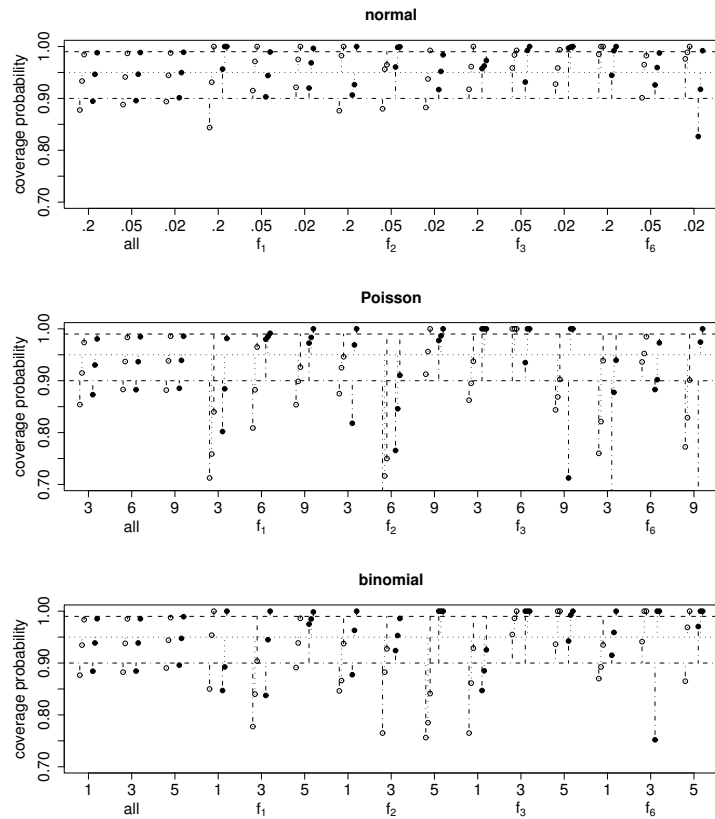 normal
coverage probability
1.00
0.90
0.80
0.70
.2 .05 .02 .2 .05 .02 .2 .05 .02 .2 .05 .02 .2 .05 .02
all f₁ f₂ f₃ f₆
Poisson
coverage probability
1.00
0.90
0.80
0.70
3 6 9 3 6 9 3 6 9 3 6 9 3 6 9
all f₁ f₂ f₃ f₆
binomial
coverage probability
1.00
0.90
0.80
0.70
1 3 5 1 3 5 1 3 5 1 3 5 1 3 5
all f₁ f₂ f₃ f₆